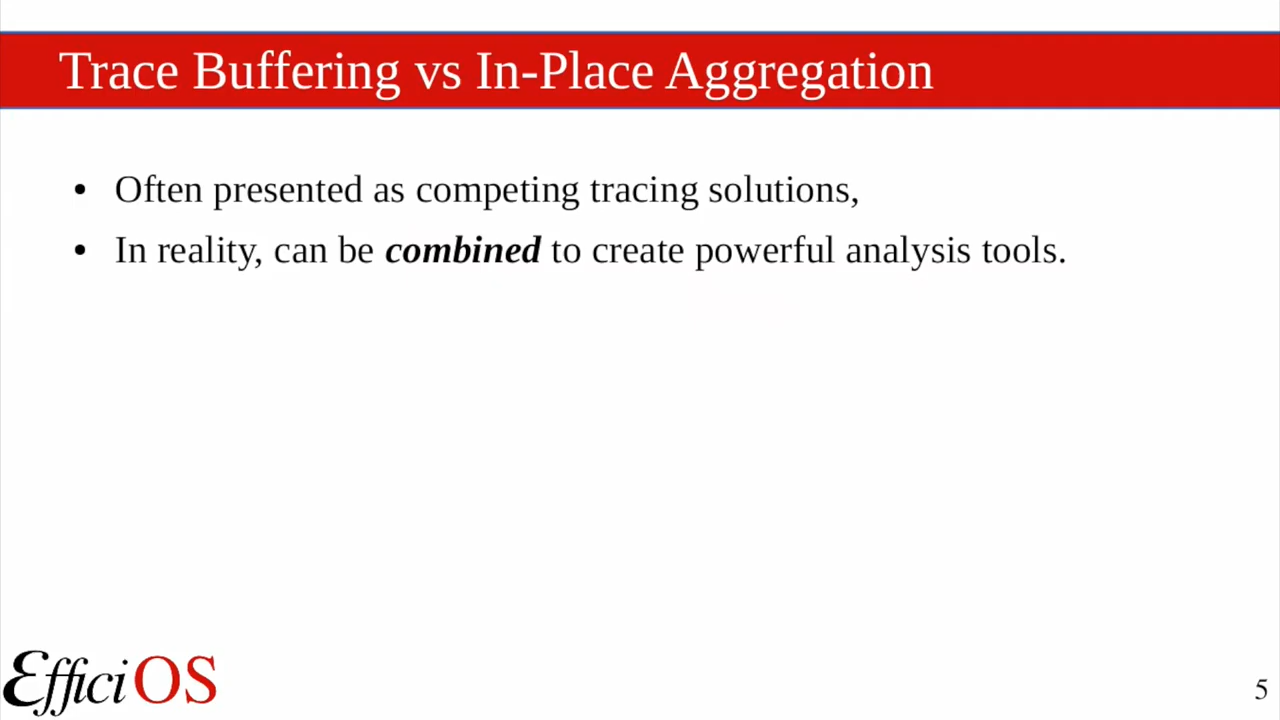 Trace Buffering vs In-Place Aggregation
• Often presented as competing tracing solutions,
• In reality, can be combined to create powerful analysis tools.
EfficiOS
5